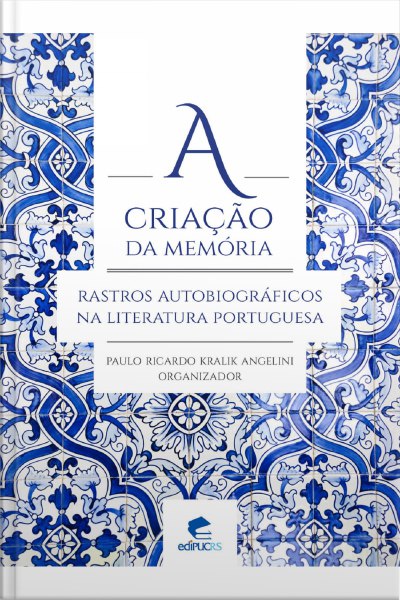 A
CRIAÇÃO
DA MEMÓRIA
RASTROS AUTOBIOGRÁFICOS
NA LITERATURA PORTUGUESA
PAULO RICARDO KRALIK ANGELINI
ORGANIZADOR
edipucrs